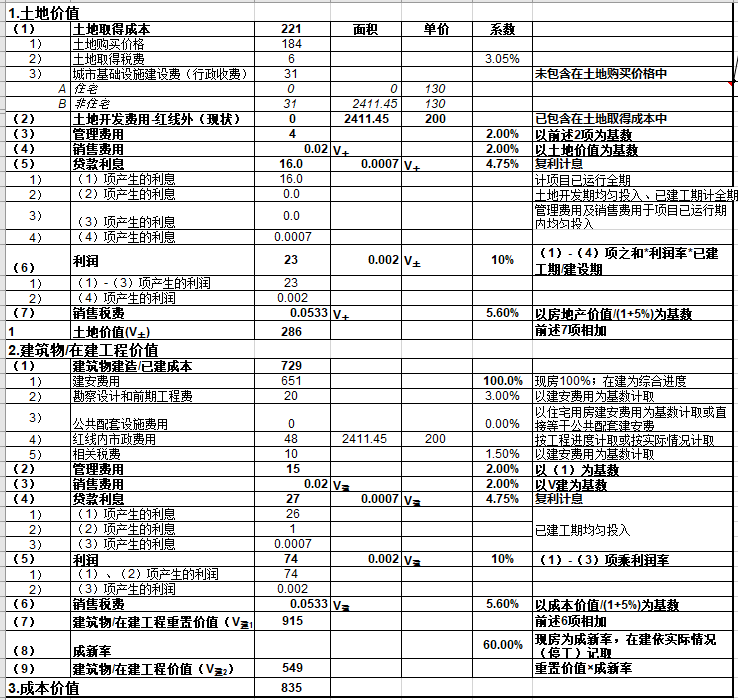 1.土地价值
（1） 土地取得成本 221 面积 单价 系数
1） 土地购买价格 184
2） 土地取得税费 6 3.05%
3） 城市基础设施建设费（行政收费） 31 未包含在土地购买价格中
A 住宅 0 0 130
B 非住宅 31 2411.45 130
（2） 土地开发费用-红线外（现状） 0 2411.45 200 已包含在土地取得成本中
（3） 管理费用 4 2.00% 以前述2项为基数
（4） 销售费用 0.02 V土 2.00% 以土地价值为基数
（5） 贷款利息 16.0 0.0007 V土 4.75% 复利计息
1） （1）项产生的利息 16.0 计项目已运行全期
2） （2）项产生的利息 0.0 土地开发期均匀投入、已建工期计全期
3） （3）项产生的利息 0.0 管理费用及销售费用于项目已运行期内均匀投入
4） （4）项产生的利息 0.0007
（6） 利润 23 0.002 V土 10% （1）-（4）项之和*利润率*已建工期/建设期
1） （1）-（3）项产生的利润 23
2） （4）项产生的利润 0.002
（7） 销售税费 0.0533 V土 5.60% 以房地产价值/(1+5%)为基数
1 土地价值(V土) 286 前述7项相加
2.建筑物/在建工程价值
（1） 建筑物建造/已建成本 729
1） 建安费用 651 100.0% 现房100%；在建为综合进度
2） 勘察设计和前期工程费 20 3.00% 以建安费用为基数计取
3） 公共配套设施费用 0 0.00% 以住宅用房建安费用为基数计取或直接等于公共配套建安费
4） 红线内市政费用 48 2411.45 200 按工程进度计取或按实际情况计取
5） 相关税费 10 1.50% 以建安费用为基数计取
（2） 管理费用 15 2.00% 以（1）为基数
（3） 销售费用 0.02 V建 2.00% 以V建为基数
（4） 贷款利息 27 0.0007 V建 4.75% 复利计息
1） （1）项产生的利息 26
2） （2）项产生的利息 1 已建工期均匀投入
3） （3）项产生的利息 0.0007
（5） 利润 74 0.002 V建 10% （1）-（3）项乘利润率
1） （1）、（2）项产生的利润 74
2） （3）项产生的利润 0.002
（6） 销售税费 0.0533 V建 5.60% 以成本价值/(1+5%)为基数
（7） 建筑物/在建工程重置价值（V建1 915 前述6项相加
（8） 成新率 60.00% 现房为成新率，在建依实际情况（停工）记取
（9） 建筑物/在建工程价值（V建2） 549 重置价值×成新率
3.成本价值 835